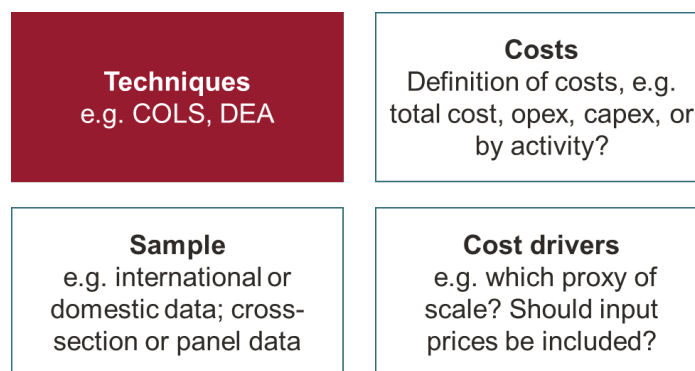 Techniques
e.g. COLS, DEA
Costs
Definition of costs, e.g.
total cost, opex, capex, or
by activity?
Sample
e.g. international or
domestic data; cross-
section or panel data
Cost drivers
e.g. which proxy of
scale? Should input
prices be included?